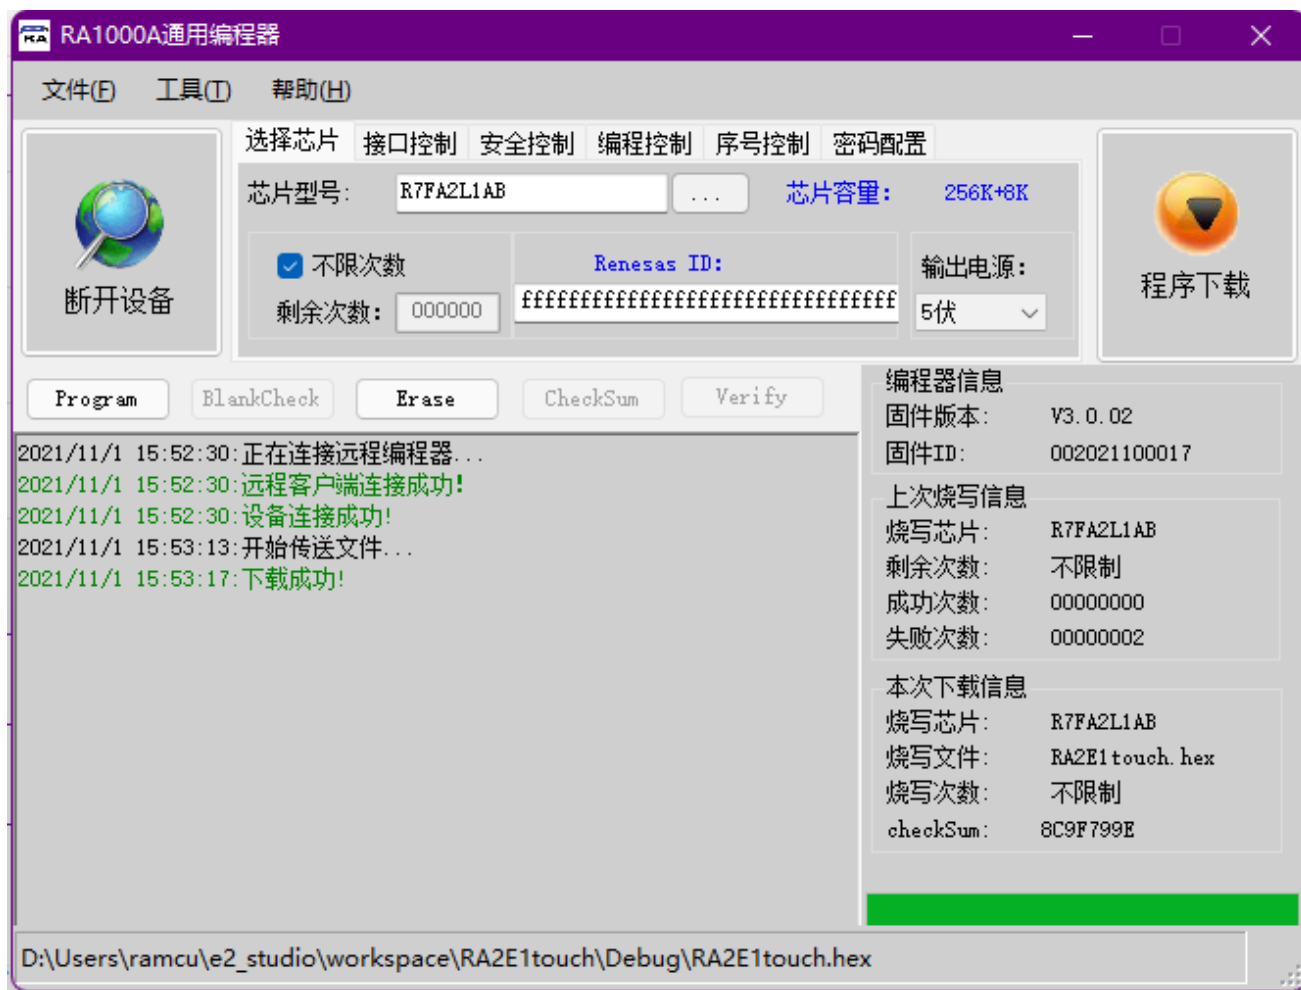 RA RA1000A通用编程器
文件(F) 工具(T) 帮助(H)
断开设备
选择芯片 接口控制 安全控制 编程控制 序号控制 密码配置
芯片型号: R7FA2L1AB ... 芯片容量: 256K+8K
不限次数
剩余次数: 000000
Renesas ID:
ffffffffffffffffffffffffffffffff
输出电源:
5伏
程序下载
Program BlankCheck Erase CheckSum Verify
2021/11/1 15:52:30:正在连接远程编程器...
2021/11/1 15:52:30:远程客户端连接成功!
2021/11/1 15:52:30:设备连接成功!
2021/11/1 15:53:13:开始传送文件...
2021/11/1 15:53:17:下载成功!
编程器信息
固件版本: V3.0.02
固件ID: 002021100017
上次烧写信息
烧写芯片: R7FA2L1AB
剩余次数: 不限制
成功次数: 00000000
失败次数: 00000002
本次下载信息
烧写芯片: R7FA2L1AB
烧写文件: RA2E1touch.hex
烧写次数: 不限制
checkSum: 8C9F799E
D:\Users\ramcu\e2_studio\workspace\RA2E1touch\Debug\RA2E1touch.hex